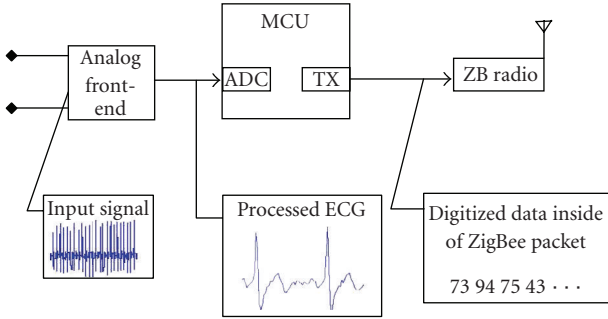 Analog
front-
end
MCU
ADC
TX
ZB radio
Input signal
Processed ECG
Digitized data inside
of ZigBee packet
73 94 75 43 · · ·